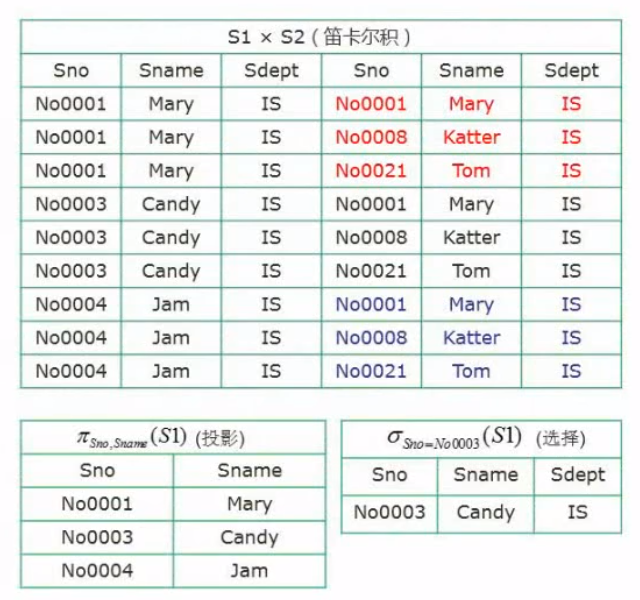 S1 × S2 ( 笛卡尔积 )
Sno Sname Sdept Sno Sname Sdept
No0001 Mary IS No0001 Mary IS
No0001 Mary IS No0008 Katter IS
No0001 Mary IS No0021 Tom IS
No0003 Candy IS No0001 Mary IS
No0003 Candy IS No0008 Katter IS
No0003 Candy IS No0021 Tom IS
No0004 Jam IS No0001 Mary IS
No0004 Jam IS No0008 Katter IS
No0004 Jam IS No0021 Tom IS
π Sno,Sname (S1) (投影)
Sno Sname
No0001 Mary
No0003 Candy
No0004 Jam
σ Sno=No0003 (S1) (选择)
Sno Sname Sdept
No0003 Candy IS